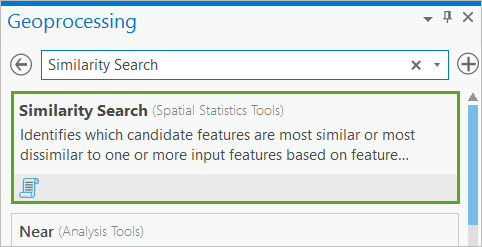 Geoprocessing
Similarity Search
Similarity Search (Spatial Statistics Tools)
Identifies which candidate features are most similar or most
dissimilar to one or more input features based on feature...
Near (Analysis Tools)